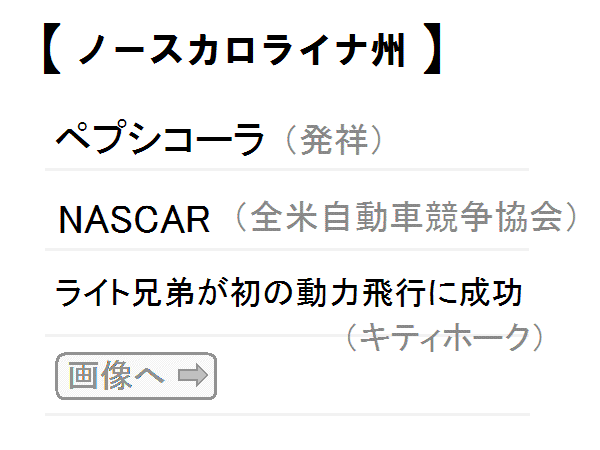 【 ノースカロライナ州 】
ペプシコーラ（発祥）
NASCAR（全米自動車競争協会）
ライト兄弟が初の動力飛行に成功
（キティホーク）
画像へ ⇒